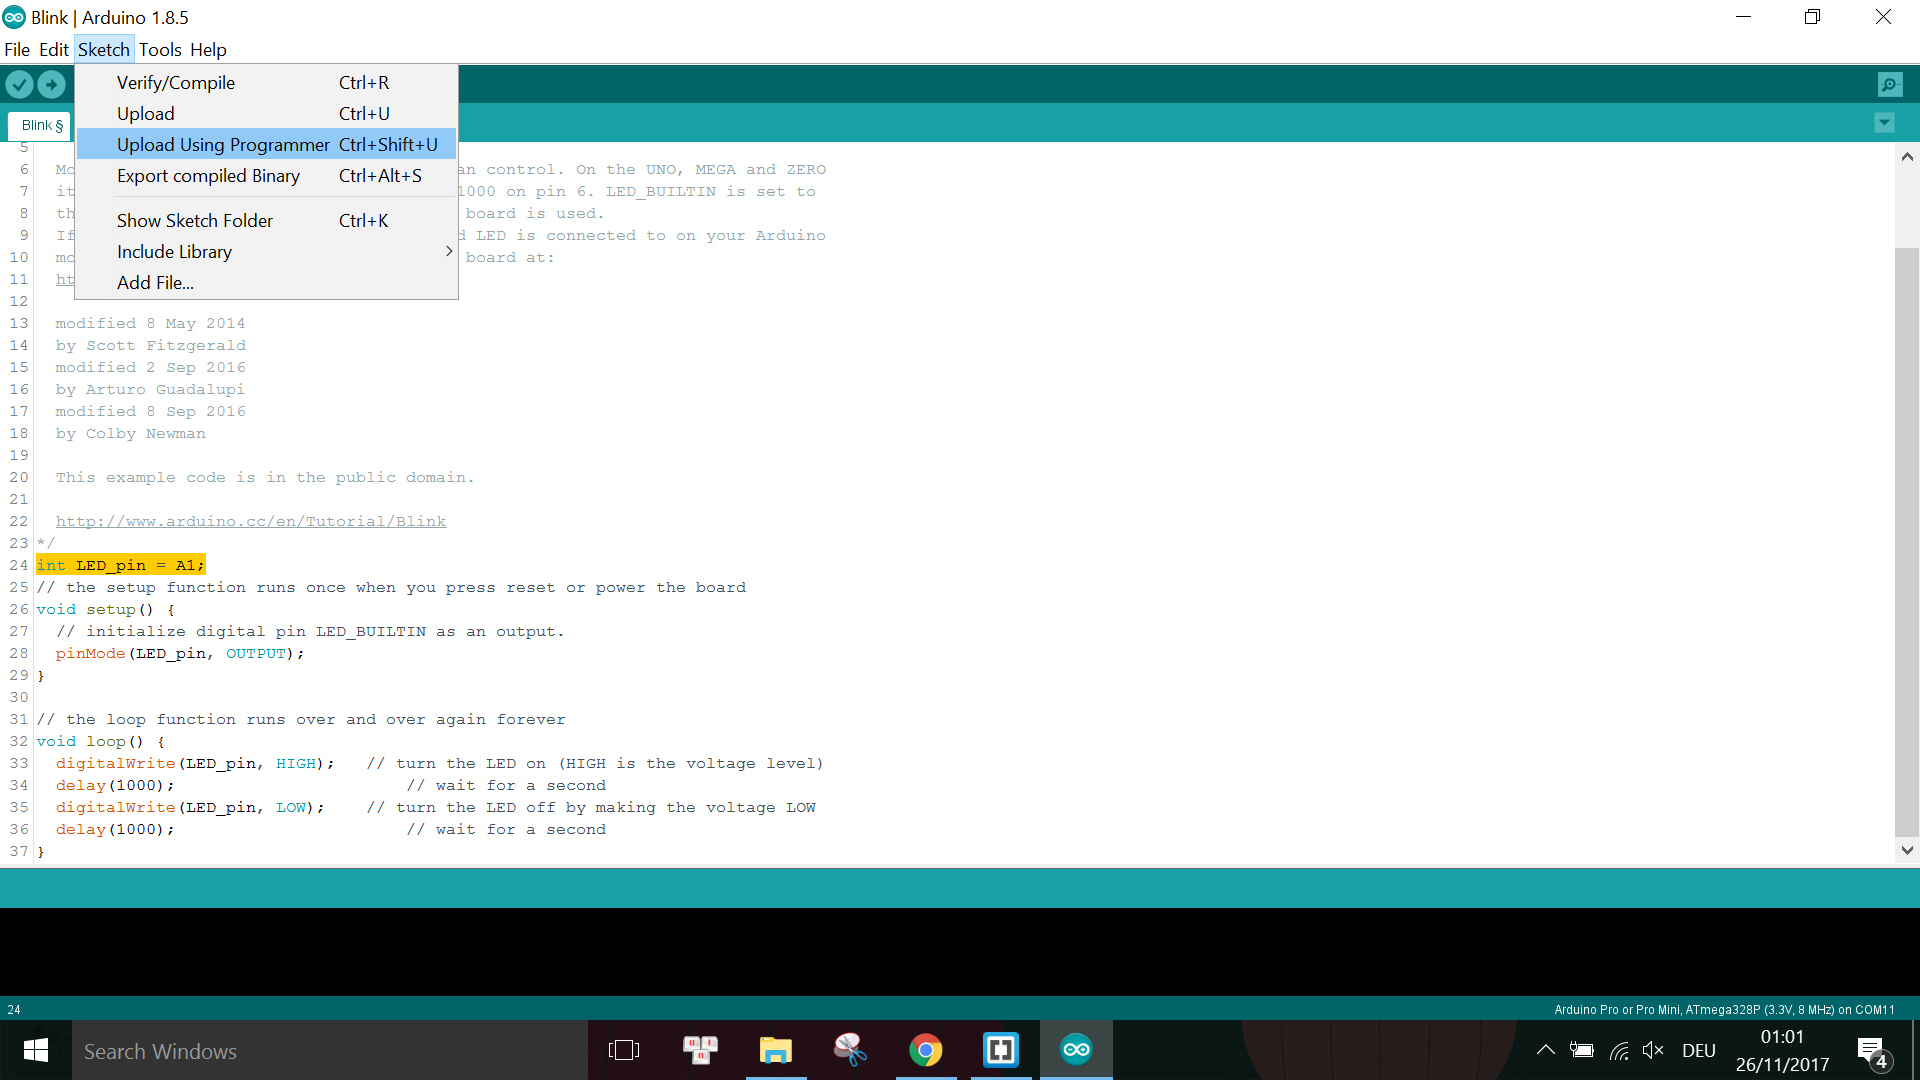 Blink | Arduino 1.8.5
File Edit Sketch Tools Help
Verify/Compile Ctrl+R
Upload Ctrl+U
Upload Using Programmer Ctrl+Shift+U
Export compiled Binary Ctrl+Alt+S
Show Sketch Folder Ctrl+K
Include Library
Add File...
Blink §
5
6 Mo an control. On the UNO, MEGA and ZERO
7 it 1000 on pin 6. LED_BUILTIN is set to
8 th board is used.
9 If d LED is connected to on your Arduino
10 mo board at:
11 ht
12
13 modified 8 May 2014
14 by Scott Fitzgerald
15 modified 2 Sep 2016
16 by Arturo Guadalupi
17 modified 8 Sep 2016
18 by Colby Newman
19
20 This example code is in the public domain.
21
22 http://www.arduino.cc/en/Tutorial/Blink
23 */
24 int LED_pin = A1;
25 // the setup function runs once when you press reset or power the board
26 void setup() {
27 // initialize digital pin LED_BUILTIN as an output.
28 pinMode(LED_pin, OUTPUT);
29 }
30
31 // the loop function runs over and over again forever
32 void loop() {
33 digitalWrite(LED_pin, HIGH); // turn the LED on (HIGH is the voltage level)
34 delay(1000); // wait for a second
35 digitalWrite(LED_pin, LOW); // turn the LED off by making the voltage LOW
36 delay(1000); // wait for a second
37 }
24
Arduino Pro or Pro Mini, ATmega328P (3.3V, 8 MHz) on COM11
Search Windows
u n i
DEU
01:01
26/11/2017
4